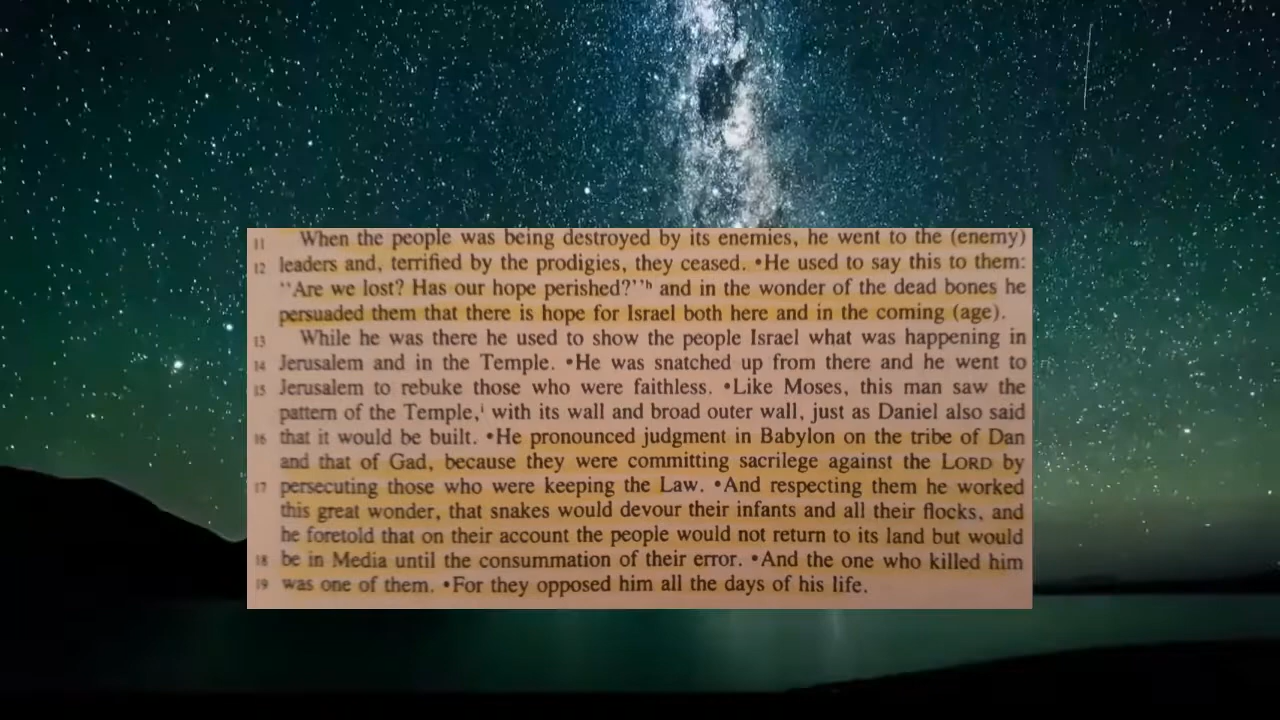 11 When the people was being destroyed by its enemies, he went to the (enemy)
12 leaders and, terrified by the prodigies, they ceased. •He used to say this to them:
“Are we lost? Has our hope perished?”ʰ and in the wonder of the dead bones he
persuaded them that there is hope for Israel both here and in the coming (age).
13 While he was there he used to show the people Israel what was happening in
14 Jerusalem and in the Temple. •He was snatched up from there and he went to
15 Jerusalem to rebuke those who were faithless. •Like Moses, this man saw the
pattern of the Temple,ⁱ with its wall and broad outer wall, just as Daniel also said
16 that it would be built. •He pronounced judgment in Babylon on the tribe of Dan
and that of Gad, because they were committing sacrilege against the LORD by
17 persecuting those who were keeping the Law. •And respecting them he worked
this great wonder, that snakes would devour their infants and all their flocks, and
he foretold that on their account the people would not return to its land but would
18 be in Media until the consummation of their error. •And the one who killed him
19 was one of them. •For they opposed him all the days of his life.